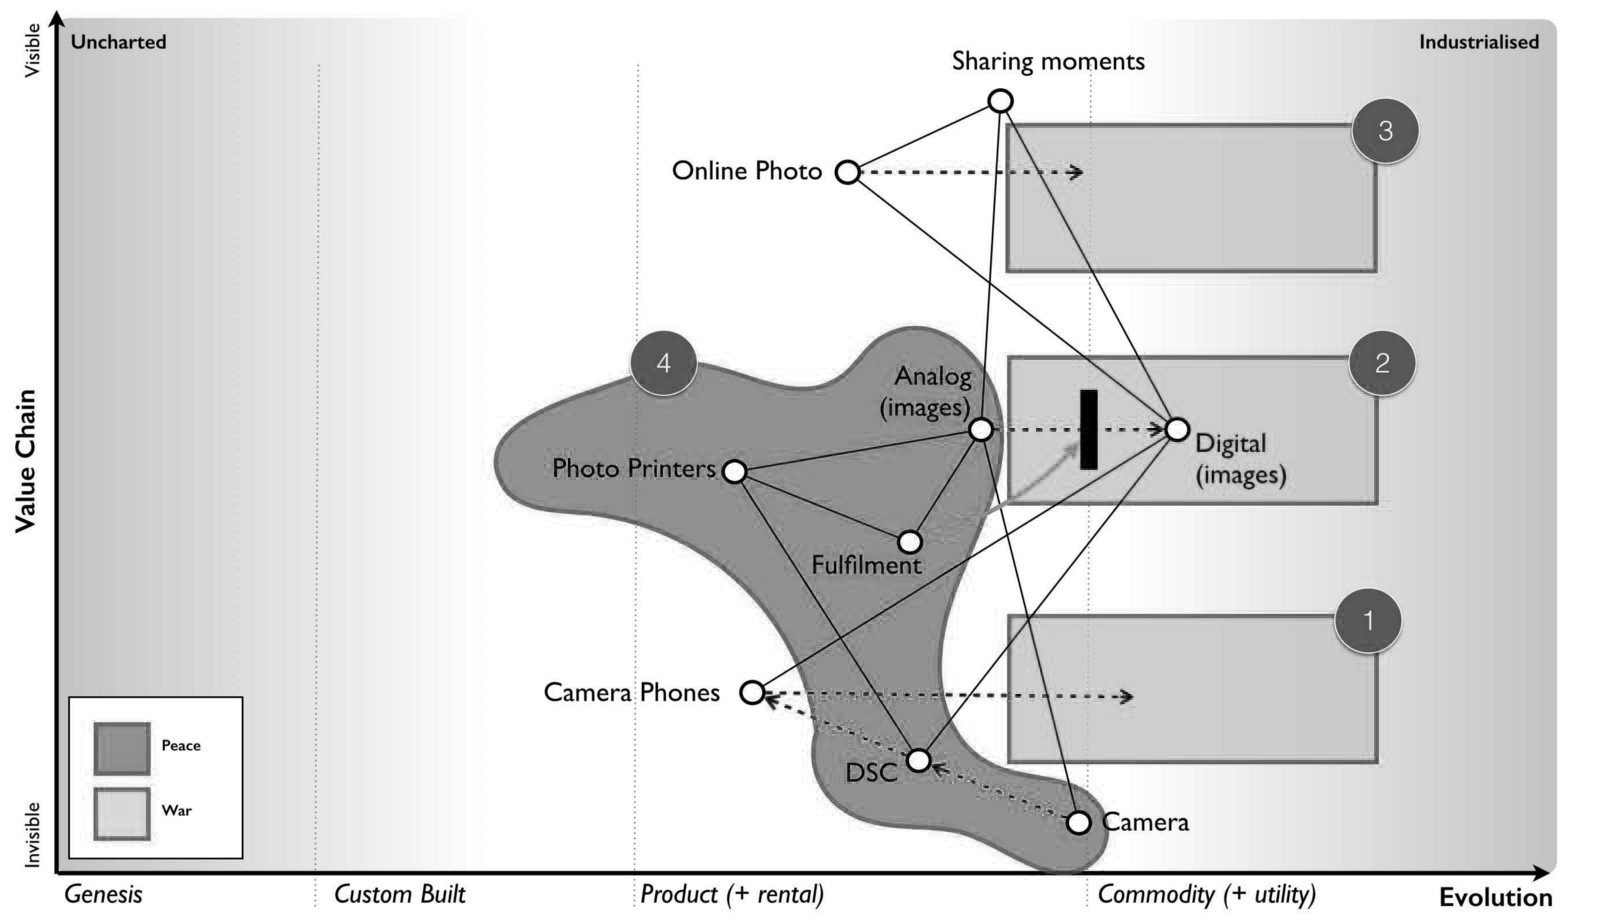 Visible
Uncharted
Industrialised
Sharing moments
3
Online Photo
4
2
Analog
(images)
Digital
(images)
Photo Printers
Value Chain
Fulfilment
1
Camera Phones
Peace
DSC
War
Camera
Invisible
Genesis
Custom Built
Product (+ rental)
Commodity (+ utility)
Evolution